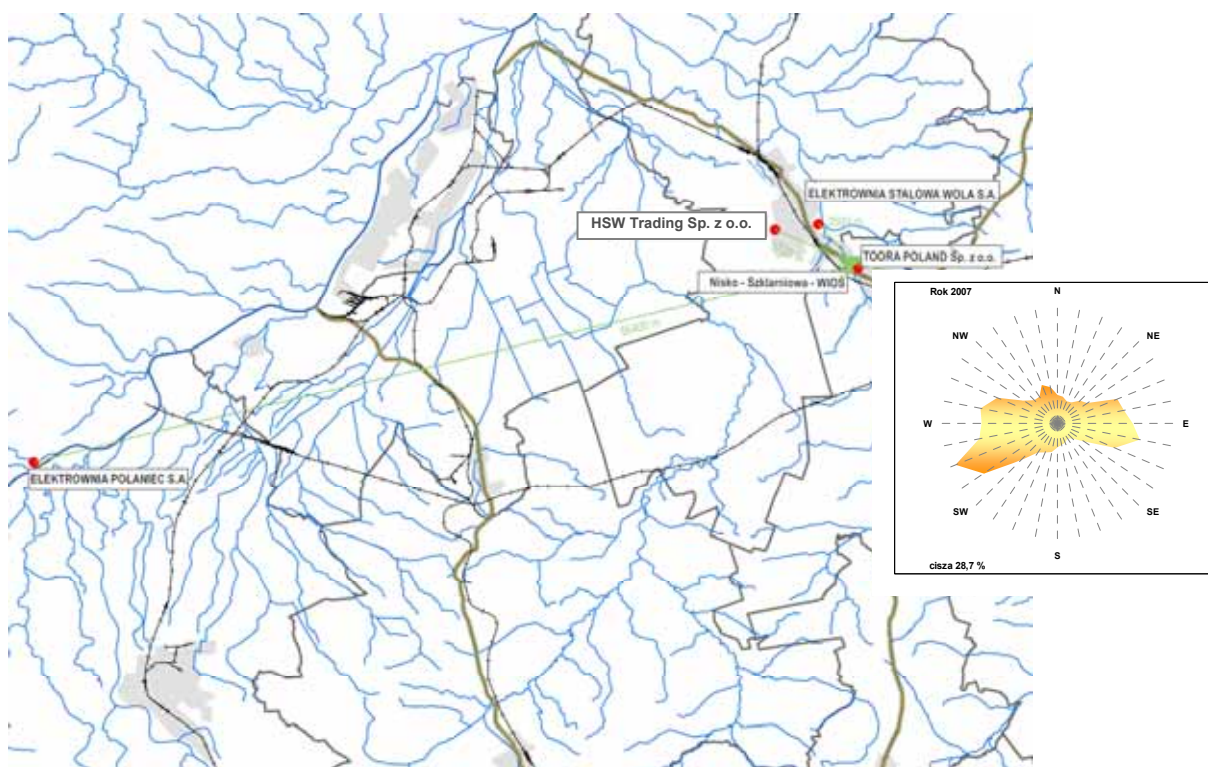 ELEKTROWNIA STALOWA WOLA S.A.
HSW Trading Sp. z o.o.
TOORA POLAND Sp. z o.o.
Nisko - Szklarniowa - WIOŚ
ELEKTROWNIA POŁANIEC S.A.
Rok 2007
N
NW
NE
W
E
SW
SE
S
cisza 28,7 %